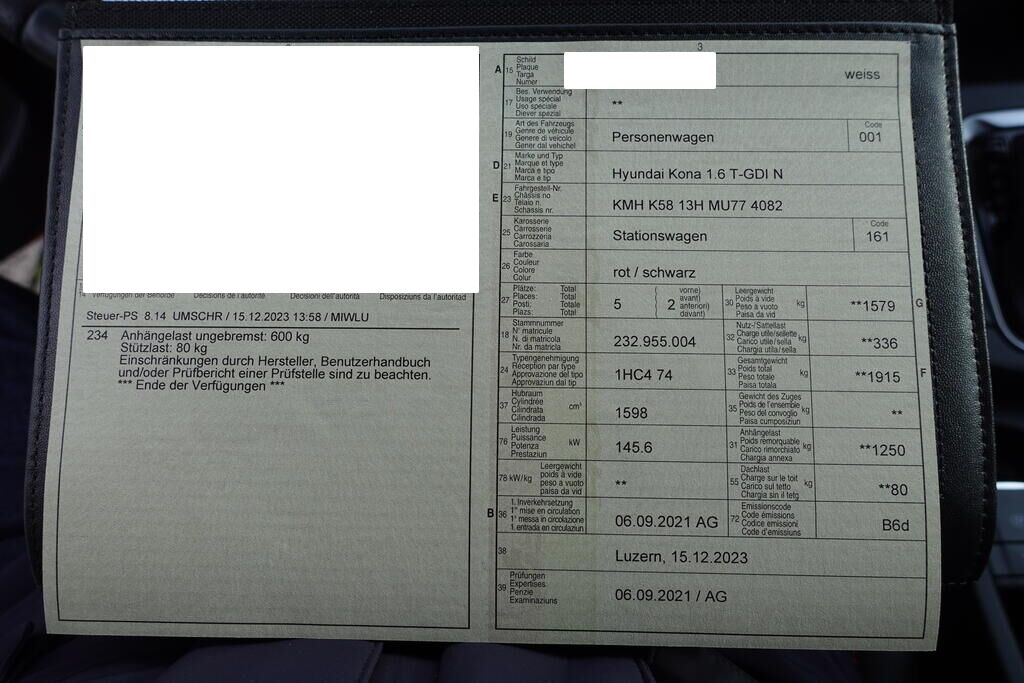 14 Verfügungen der Behörde Décisions de l'autorité Decisioni dell'autorità Disposiziuns da l'autoritad
Steuer-PS 8.14 UMSCHR / 15.12.2023 13:58 / MIWLU
234 Anhängelast ungebremst: 600 kg
Stützlast: 80 kg
Einschränkungen durch Hersteller, Benutzerhandbuch
und/oder Prüfbericht einer Prüfstelle sind zu beachten.
*** Ende der Verfügungen ***
3
A 15 Schild
Plaque
Targa
Numer
weiss
17 Bes. Verwendung
Usage spécial
Uso speciale
Diever spezial
**
19 Art des Fahrzeugs
Genre de véhicule
Genere di veicolo
Gener dal vehichel
Personenwagen
Code
001
D 21 Marke und Typ
Marque et type
Marca e tipo
Marca e tip
Hyundai Kona 1.6 T-GDI N
E 23 Fahrgestell-Nr.
Châssis no
Telaio n.
Schassis nr.
KMH K58 13H MU77 4082
25 Karosserie
Carrosserie
Carrozzeria
Carossaria
Stationswagen
Code
161
26 Farbe
Couleur
Colore
Colur
rot / schwarz
27 Plätze: Total
Places: Total
Posti: Totale
Plazs: Total
5
2
vorne)
avant)
anteriori)
davant)
30 Leergewicht
Poids à vide
Peso a vuoto
Paisa da vid
kg
**1579
G
18 Stammnummer
N° matricule
N. di matricola
Nr. da matricla
232.955.004
32 Nutz-/Sattellast
Charge utile/sellette
Carico utile/sella
Chargia utila/sella
kg
**336
24 Typengenehmigung
Réception par type
Approvazione del tipo
Approvaziun dal tip
1HC4 74
33 Gesamtgewicht
Poids total
Peso totale
Paisa totala
kg
**1915
F
37 Hubraum
Cylindrée
Cilindrata
Cilindrada
cm³
1598
35 Gewicht des Zuges
Poids de l'ensemble
Peso del convoglio
Paisa cumposiziun
kg
**
76 Leistung
Puissance
Potenza
Prestaziun
kW
145.6
31 Anhängelast
Poids remorquable
Carico rimorchiato
Chargia annexa
kg
**1250
78 kW/kg
Leergewicht
poids à vide
peso a vuoto
paisa da vid
**
55 Dachlast
Charge sur le toit
Carico sul tetto
Chargia sin il tetg
kg
**80
B 36 1. Inverkehrsetzung
1re mise en circulation
1a messa in circolazione
1. entrada en circulaziun
06.09.2021 AG
72 Emissionscode
Code émissions
Codice emissioni
Code d'emissiuns
B6d
38
Luzern, 15.12.2023
39 Prüfungen
Expertises
Perizie
Examinaziuns
06.09.2021 / AG